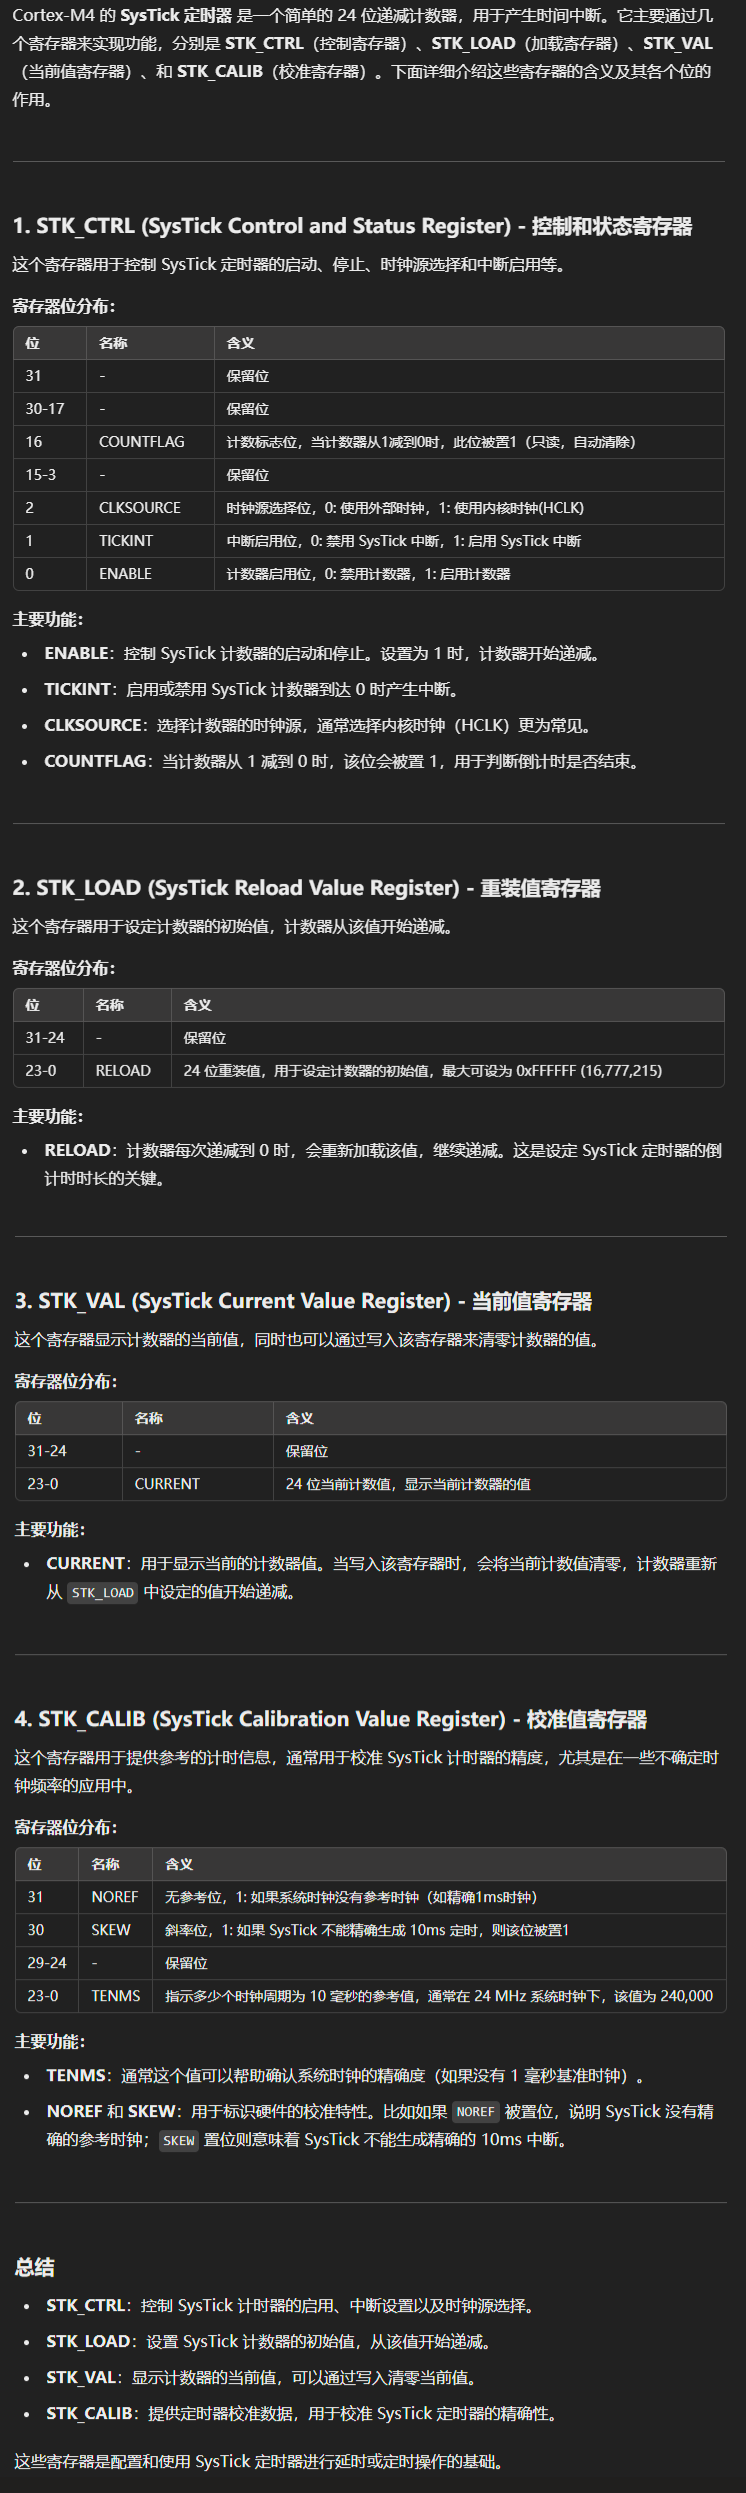 Cortex-M4 的 SysTick 定时器 是一个简单的 24 位递减计数器，用于产生时间中断。它主要通过几
个寄存器来实现功能，分别是 STK_CTRL（控制寄存器）、STK_LOAD（加载寄存器）、STK_VAL
（当前值寄存器）、和 STK_CALIB（校准寄存器）。下面详细介绍这些寄存器的含义及其各个位的
作用。
1. STK_CTRL (SysTick Control and Status Register) - 控制和状态寄存器
这个寄存器用于控制 SysTick 定时器的启动、停止、时钟源选择和中断启用等。
寄存器位分布：
位 名称 含义
31 - 保留位
30-17 - 保留位
16 COUNTFLAG 计数标志位，当计数器从1减到0时，此位被置1（只读，自动清除）
15-3 - 保留位
2 CLKSOURCE 时钟源选择位，0: 使用外部时钟，1: 使用内核时钟(HCLK)
1 TICKINT 中断启用位，0: 禁用 SysTick 中断，1: 启用 SysTick 中断
0 ENABLE 计数器启用位，0: 禁用计数器，1: 启用计数器
主要功能：
• ENABLE：控制 SysTick 计数器的启动和停止。设置为 1 时，计数器开始递减。
• TICKINT：启用或禁用 SysTick 计数器到达 0 时产生中断。
• CLKSOURCE：选择计数器的时钟源，通常选择内核时钟（HCLK）更为常见。
• COUNTFLAG：当计数器从 1 减到 0 时，该位会被置 1，用于判断倒计时是否结束。
2. STK_LOAD (SysTick Reload Value Register) - 重装值寄存器
这个寄存器用于设定计数器的初始值，计数器从该值开始递减。
寄存器位分布：
位 名称 含义
31-24 - 保留位
23-0 RELOAD 24 位重装值，用于设定计数器的初始值，最大可设为 0xFFFFFF (16,777,215)
主要功能：
• RELOAD：计数器每次递减到 0 时，会重新加载该值，继续递减。这是设定 SysTick 定时器的倒
计时时长的关键。
3. STK_VAL (SysTick Current Value Register) - 当前值寄存器
这个寄存器显示计数器的当前值，同时也可以通过写入该寄存器来清零计数器的值。
寄存器位分布：
位 名称 含义
31-24 - 保留位
23-0 CURRENT 24 位当前计数值，显示当前计数器的值
主要功能：
• CURRENT：用于显示当前的计数器值。当写入该寄存器时，会将当前计数值清零，计数器重新
从 STK_LOAD 中设定的值开始递减。
4. STK_CALIB (SysTick Calibration Value Register) - 校准值寄存器
这个寄存器用于提供参考的计时信息，通常用于校准 SysTick 计时器的精度，尤其是在一些不确定时
钟频率的应用中。
寄存器位分布：
位 名称 含义
31 NOREF 无参考位，1: 如果系统时钟没有参考时钟（如精确1ms时钟）
30 SKEW 斜率位，1: 如果 SysTick 不能精确生成 10ms 定时，则该位被置1
29-24 - 保留位
23-0 TENMS 指示多少个时钟周期为 10 毫秒的参考值，通常在 24 MHz 系统时钟下，该值为 240,000
主要功能：
• TENMS：通常这个值可以帮助确认系统时钟的精确度（如果没有 1 毫秒基准时钟）。
• NOREF 和 SKEW：用于标识硬件的校准特性。比如如果 NOREF 被置位，说明 SysTick 没有精
确的参考时钟；SKEW 置位则意味着 SysTick 不能生成精确的 10ms 中断。
总结
• STK_CTRL：控制 SysTick 计时器的启用、中断设置以及时钟源选择。
• STK_LOAD：设置 SysTick 计数器的初始值，从该值开始递减。
• STK_VAL：显示计数器的当前值，可以通过写入清零当前值。
• STK_CALIB：提供定时器校准数据，用于校准 SysTick 定时器的精确性。
这些寄存器是配置和使用 SysTick 定时器进行延时或定时操作的基础。